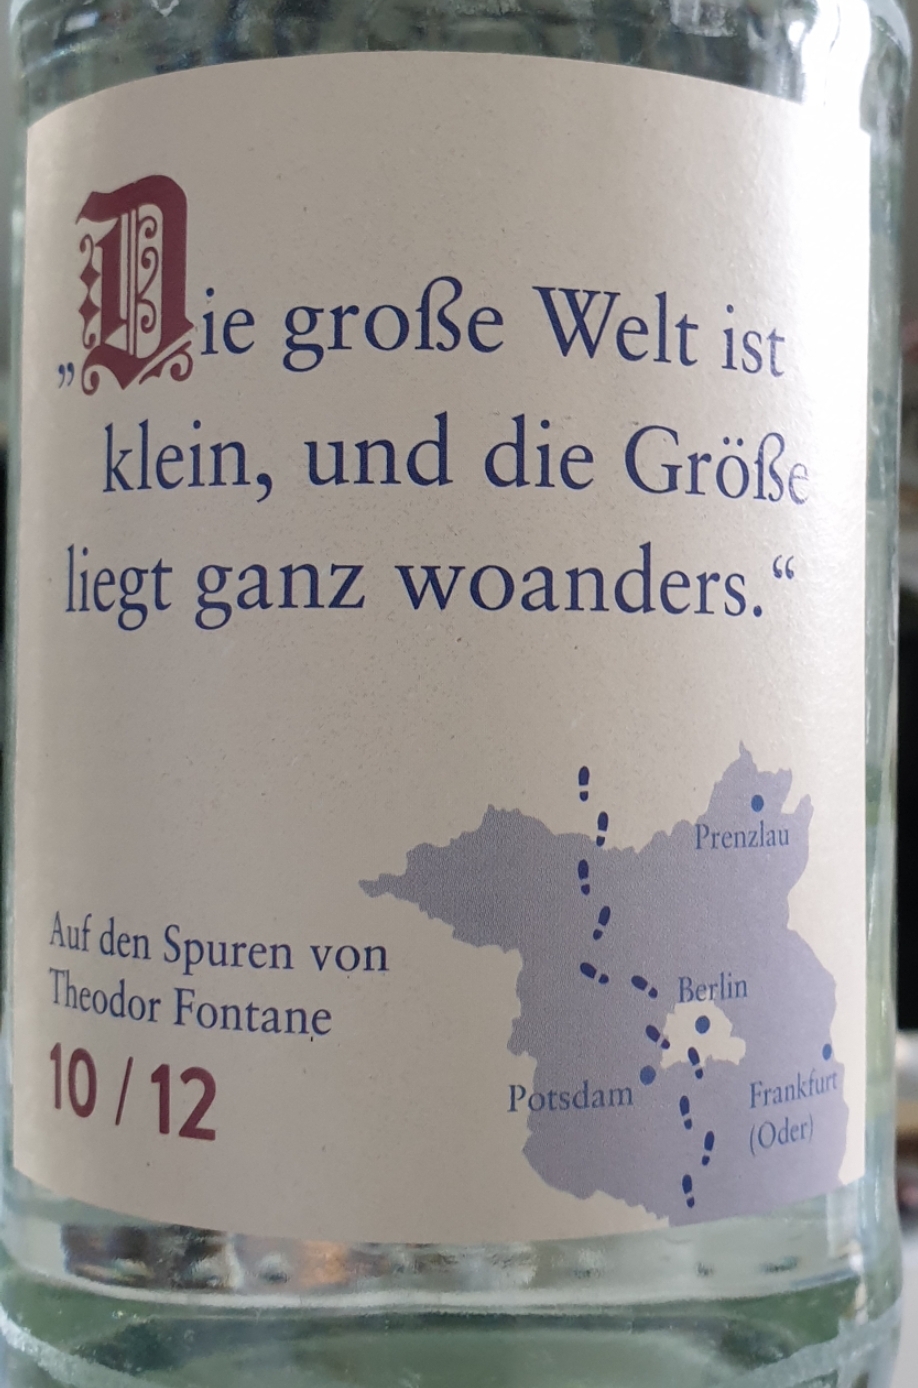 „Die große Welt ist
klein, und die Größe
liegt ganz woanders.“
Prenzlau
Auf den Spuren von
Theodor Fontane
10 / 12
Berlin
Potsdam
Frankfurt
(Oder)